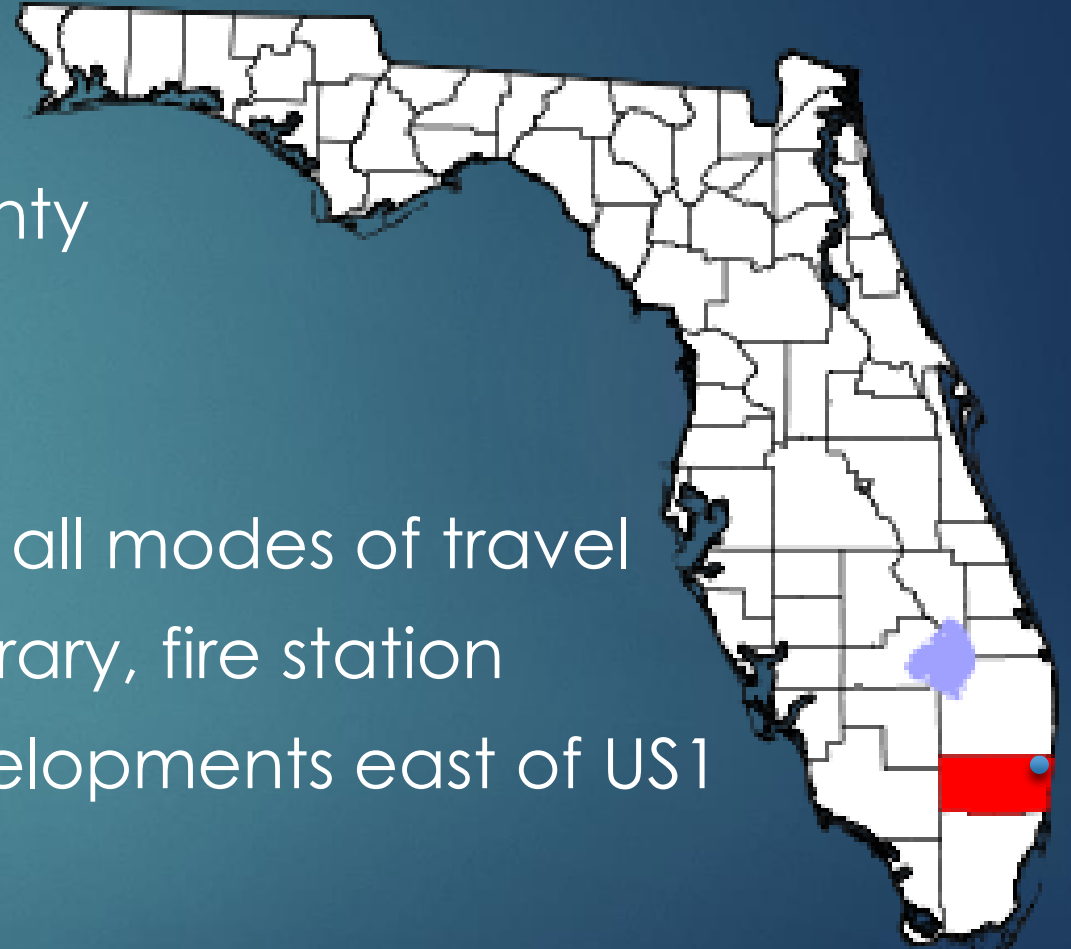 nty
all modes of travel
rary, fire station
elopments east of US1